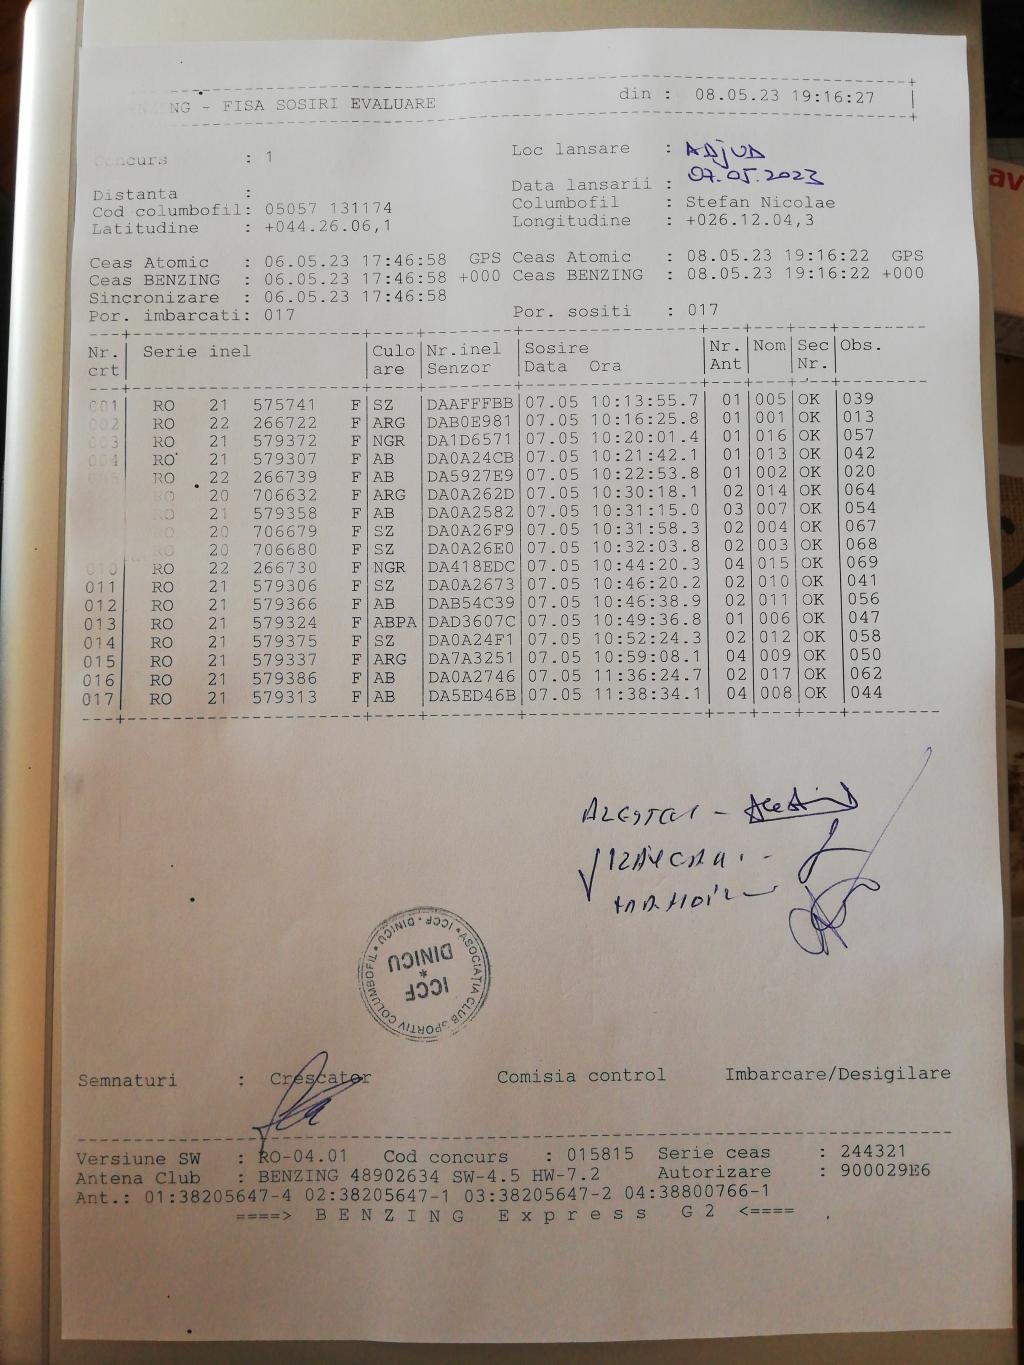 NG - FISA SOSIRI EVALUARE din : 08.05.23 19:16:27
Concurs : 1 Loc lansare : ADJUD
Distanta : Data lansarii : 07.05.2023
Cod columbofil: 05057 131174 Columbofil : Stefan Nicolae
Latitudine : +044.26.06,1 Longitudine : +026.12.04,3
Ceas Atomic : 06.05.23 17:46:58 GPS Ceas Atomic : 08.05.23 19:16:22 GPS
Ceas BENZING : 06.05.23 17:46:58 +000 Ceas BENZING : 08.05.23 19:16:22 +000
Sincronizare : 06.05.23 17:46:58
Por. imbarcati: 017 Por. sositi : 017
Nr. Serie inel Culo Nr.inel Sosire Nr. Nom Sec Obs.
crt are Senzor Data Ora Ant Nr.
001 RO 21 575741 F SZ DAAFFFBB 07.05 10:13:55.7 01 005 OK 039
002 RO 22 266722 F ARG DAB0E981 07.05 10:16:25.8 01 001 OK 013
003 RO 21 579372 F NGR DA1D6571 07.05 10:20:01.4 01 016 OK 057
004 RO 21 579307 F AB DA0A24CB 07.05 10:21:42.1 01 013 OK 042
005 RO 22 266739 F AB DA5927E9 07.05 10:22:53.8 01 002 OK 020
RO 20 706632 F ARG DA0A262D 07.05 10:30:18.1 02 014 OK 064
RO 21 579358 F AB DA0A2582 07.05 10:31:15.0 03 007 OK 054
RO 20 706679 F SZ DA0A26F9 07.05 10:31:58.3 02 004 OK 067
RO 20 706680 F SZ DA0A26E0 07.05 10:32:03.8 02 003 OK 068
010 RO 22 266730 F NGR DA418EDC 07.05 10:44:20.3 04 015 OK 069
011 RO 21 579306 F SZ DA0A2673 07.05 10:46:20.2 02 010 OK 041
012 RO 21 579366 F AB DAB54C39 07.05 10:46:38.9 02 011 OK 056
013 RO 21 579324 F ABPA DAD3607C 07.05 10:49:36.8 01 006 OK 047
014 RO 21 579375 F SZ DA0A24F1 07.05 10:52:24.3 02 012 OK 058
015 RO 21 579337 F ARG DA7A3251 07.05 10:59:08.1 04 009 OK 050
016 RO 21 579386 F AB DA0A2746 07.05 11:36:24.7 02 017 OK 062
017 RO 21 579313 F AB DA5ED46B 07.05 11:38:34.1 04 008 OK 044
ASOCIATIA CLUB SPORTIV COLUMBOFIL * ICCF - DINICU *
ICCF
*
DINICU
Semnaturi : Crescator Comisia control Imbarcare/Desigilare
Versiune SW : RO-04.01 Cod concurs : 015815 Serie ceas : 244321
Antena Club : BENZING 48902634 SW-4.5 HW-7.2 Autorizare : 900029E6
Ant.: 01:38205647-4 02:38205647-1 03:38205647-2 04:38800766-1
====> B E N Z I N G E x p r e s s G 2 <====